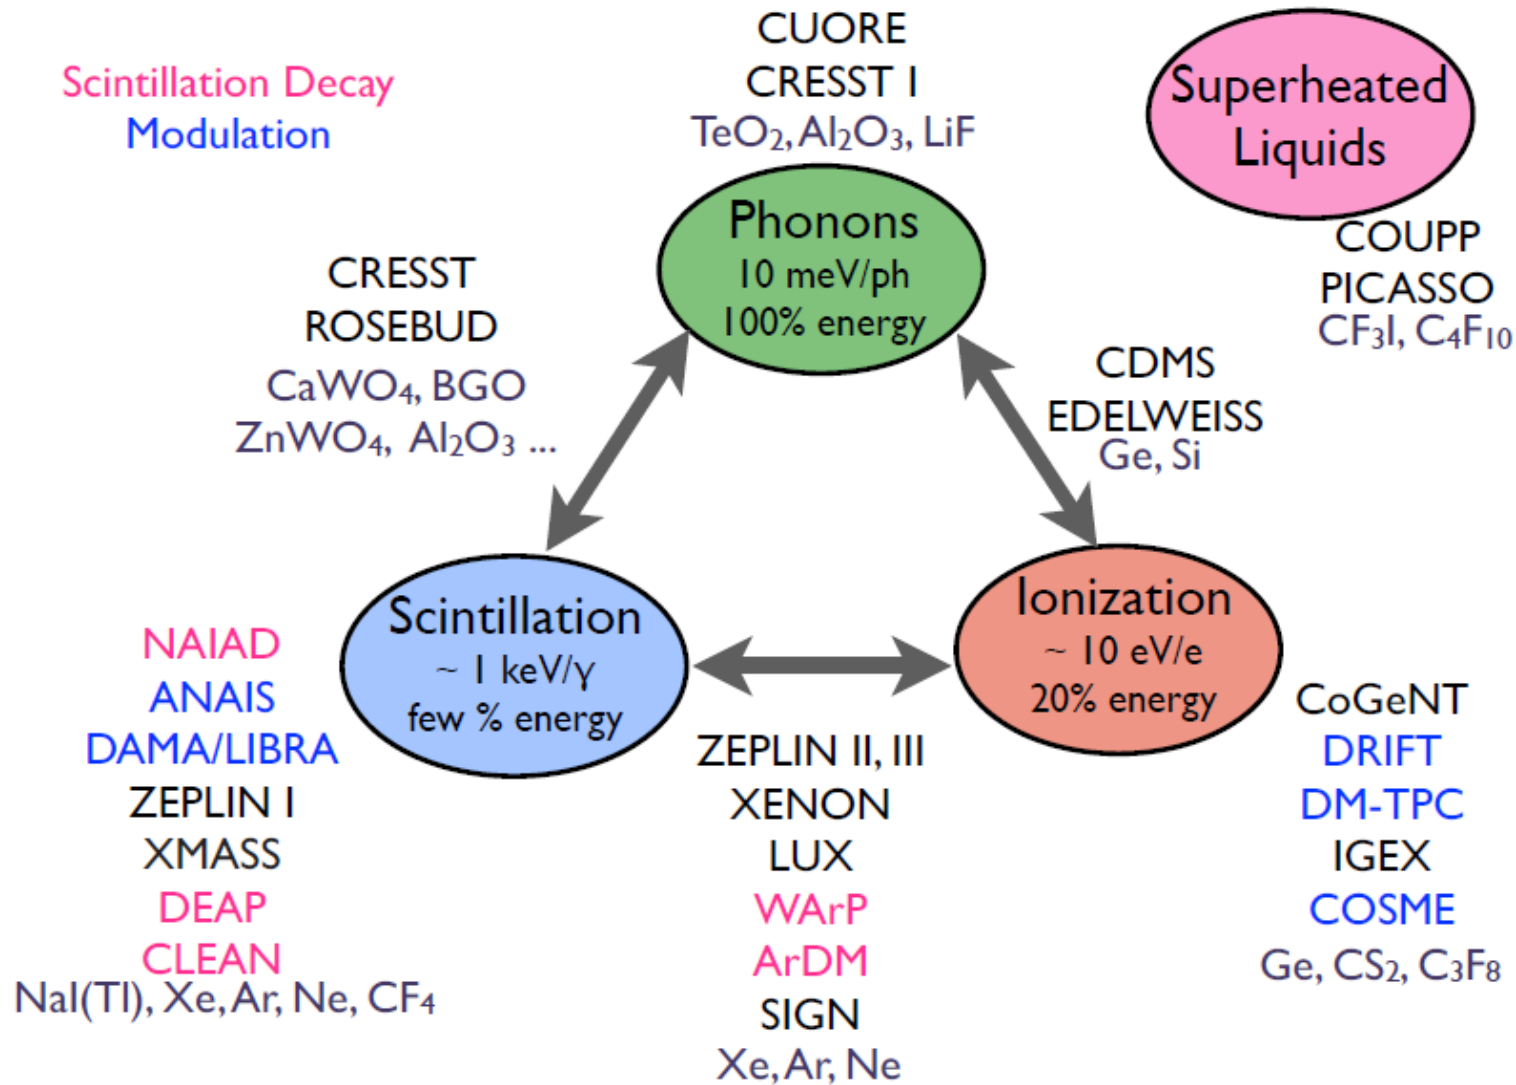 Scintillation Decay
Modulation
CUORE
CRESST I
TeO₂, Al₂O₃, LiF
Superheated
Liquids
COUPP
PICASSO
CF₃I, C₄F₁₀
Phonons
10 meV/ph
100% energy
CRESST
ROSEBUD
CaWO₄, BGO
ZnWO₄, Al₂O₃ ...
CDMS
EDELWEISS
Ge, Si
Scintillation
~ 1 keV/γ
few % energy
Ionization
~ 10 eV/e
20% energy
NAIAD
ANAIS
DAMA/LIBRA
ZEPLIN I
XMASS
DEAP
CLEAN
NaI(Tl), Xe, Ar, Ne, CF₄
ZEPLIN II, III
XENON
LUX
WArP
ArDM
SIGN
Xe, Ar, Ne
CoGeNT
DRIFT
DM-TPC
IGEX
COSME
Ge, CS₂, C₃F₈